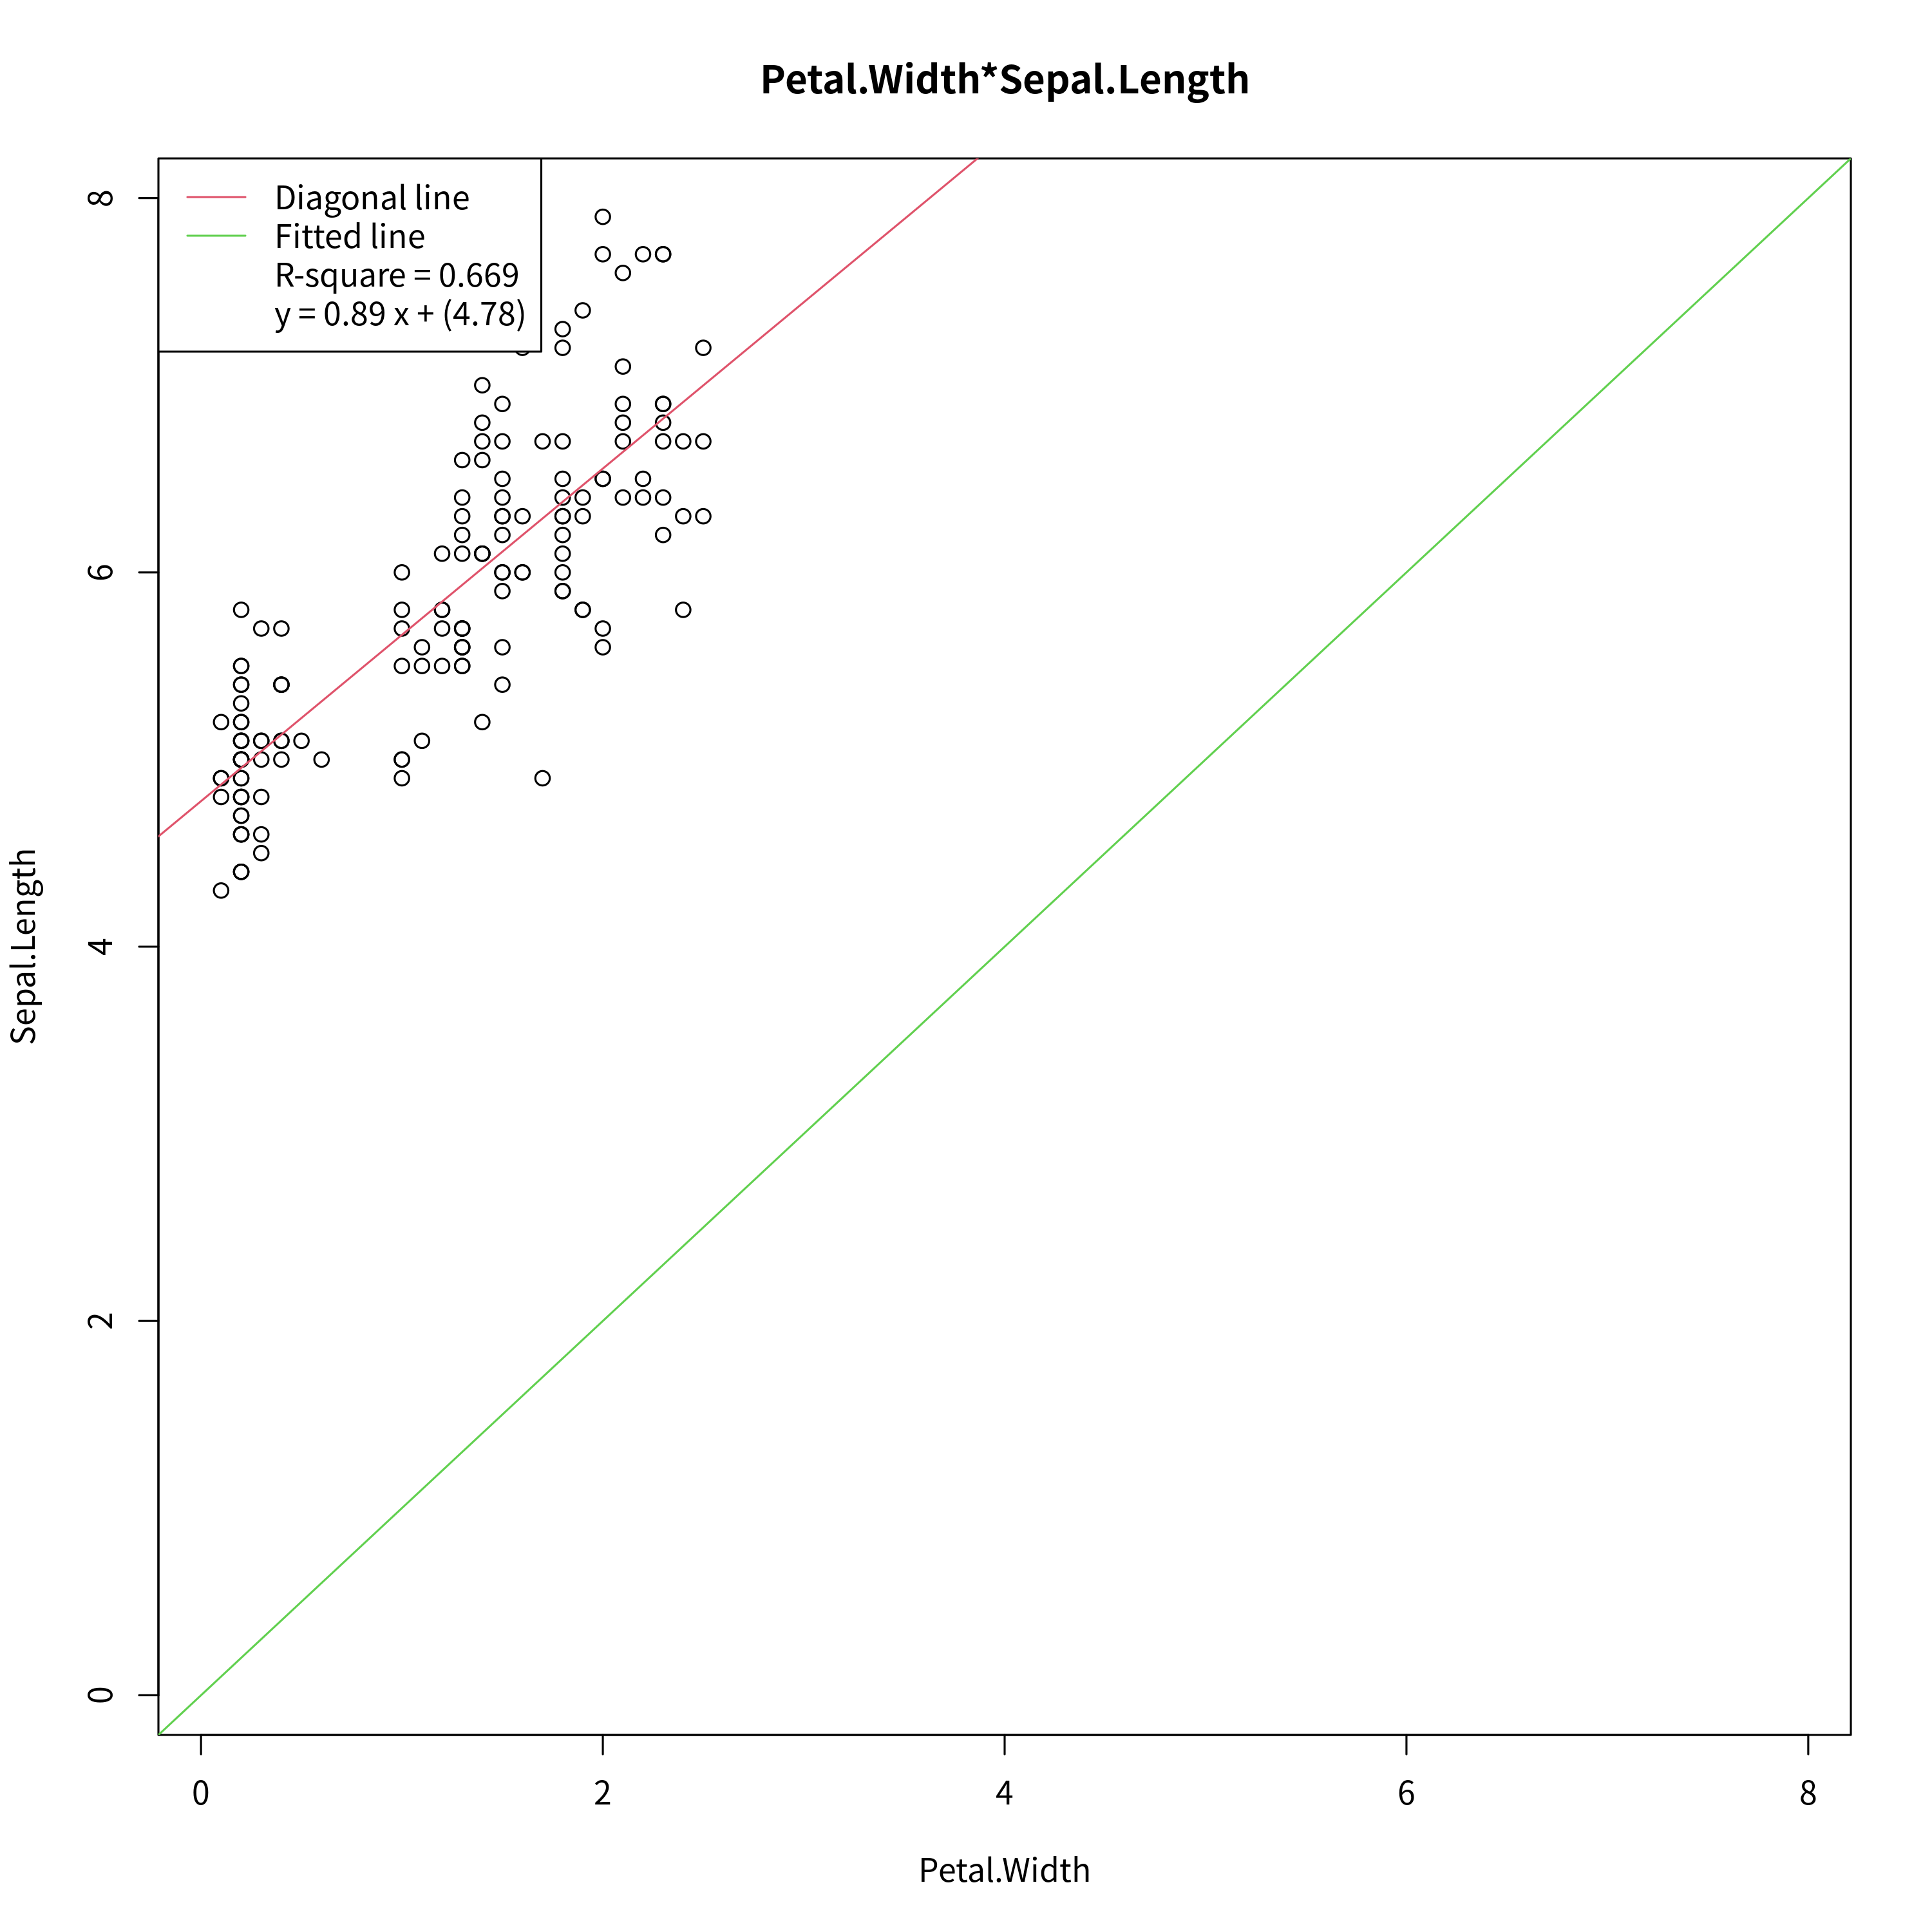 Petal.Width*Sepal.Length
Diagonal line
Fitted line
R-square = 0.669
y = 0.89 x + (4.78)
8
6
4
2
0
Sepal.Length
0 2 4 6 8
Petal.Width